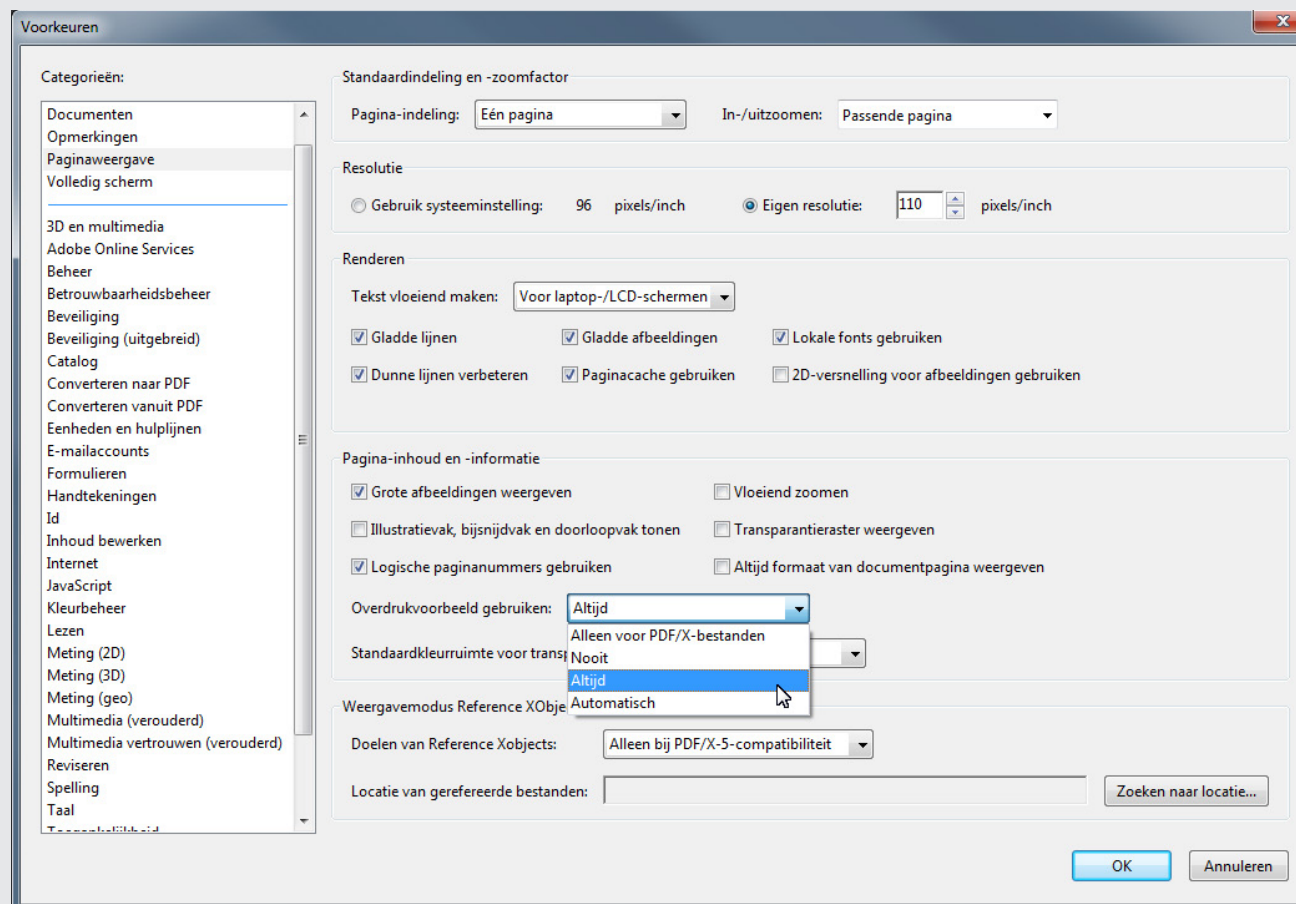 Voorkeuren
Categorieën:
Documenten
Opmerkingen
Paginaweergave
Volledig scherm
3D en multimedia
Adobe Online Services
Beheer
Betrouwbaarheidsbeheer
Beveiliging
Beveiliging (uitgebreid)
Catalog
Converteren naar PDF
Converteren vanuit PDF
Eenheden en hulplijnen
E-mailaccounts
Formulieren
Handtekeningen
Id
Inhoud bewerken
Internet
JavaScript
Kleurbeheer
Lezen
Meting (2D)
Meting (3D)
Meting (geo)
Multimedia (verouderd)
Multimedia vertrouwen (verouderd)
Reviseren
Spelling
Taal
Standaardindeling en -zoomfactor
Pagina-indeling: Eén pagina In-/uitzoomen: Passende pagina
Resolutie
Gebruik systeeminstelling: 96 pixels/inch Eigen resolutie: 110 pixels/inch
Renderen
Tekst vloeiend maken: Voor laptop-/LCD-schermen
Gladde lijnen Gladde afbeeldingen Lokale fonts gebruiken
Dunne lijnen verbeteren Paginacache gebruiken 2D-versnelling voor afbeeldingen gebruiken
Pagina-inhoud en -informatie
Grote afbeeldingen weergeven Vloeiend zoomen
Illustratievak, bijsnijdvak en doorloopvak tonen Transparantieraster weergeven
Logische paginanummers gebruiken Altijd formaat van documentpagina weergeven
Overdrukvoorbeeld gebruiken: Altijd
Alleen voor PDF/X-bestanden
Nooit
Standaardkleurruimte voor transp
Altijd
Automatisch
Weergavemodus Reference XObje
Doelen van Reference Xobjects: Alleen bij PDF/X-5-compatibiliteit
Locatie van gerefereerde bestanden: Zoeken naar locatie...
OK Annuleren